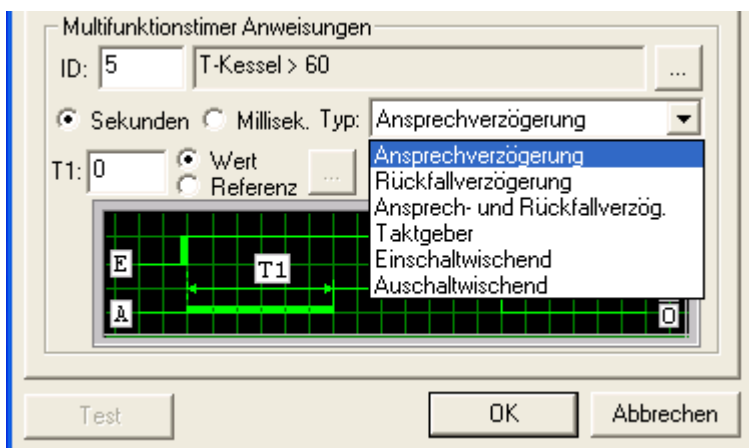 Multifunktionstimer Anweisungen
ID: 5 T-Kessel > 60 ...
Sekunden Millisek. Typ: Ansprechverzögerung
T1: 0 Wert
Referenz ...
Ansprechverzögerung
Rückfallverzögerung
Ansprech- und Rückfallverzög.
Taktgeber
Einschaltwischend
Auschaltwischend
E
T1
A
O
Test OK Abbrechen